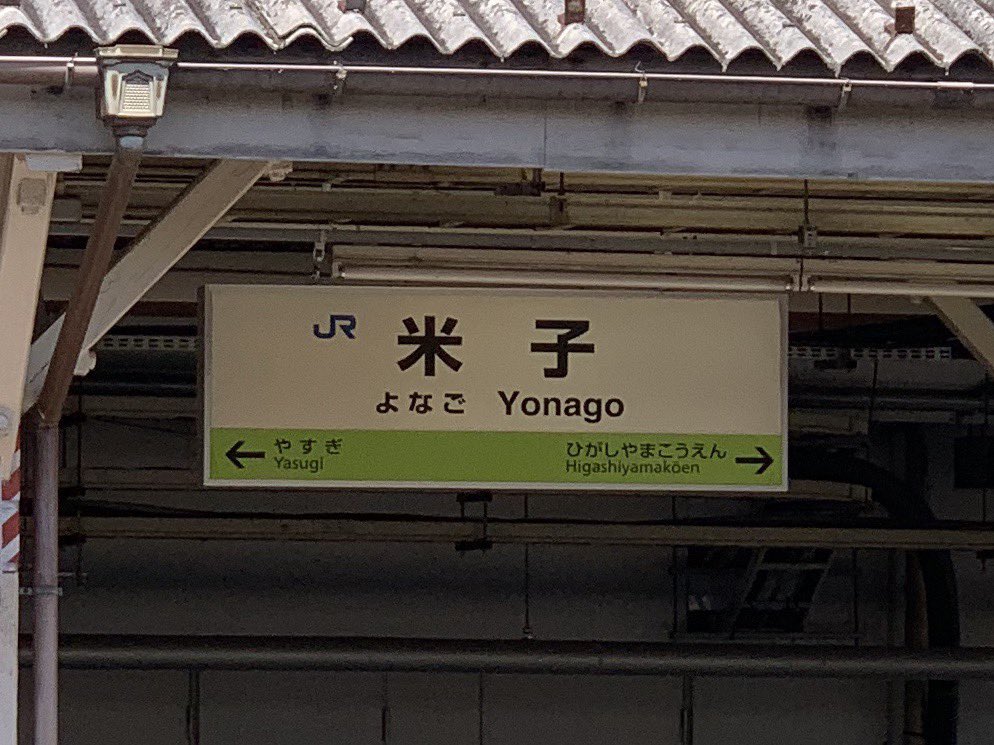 JR 米子
よなご Yonago
← やすぎ
Yasugi
ひがしやまこうえん →
Higashiyamakōen